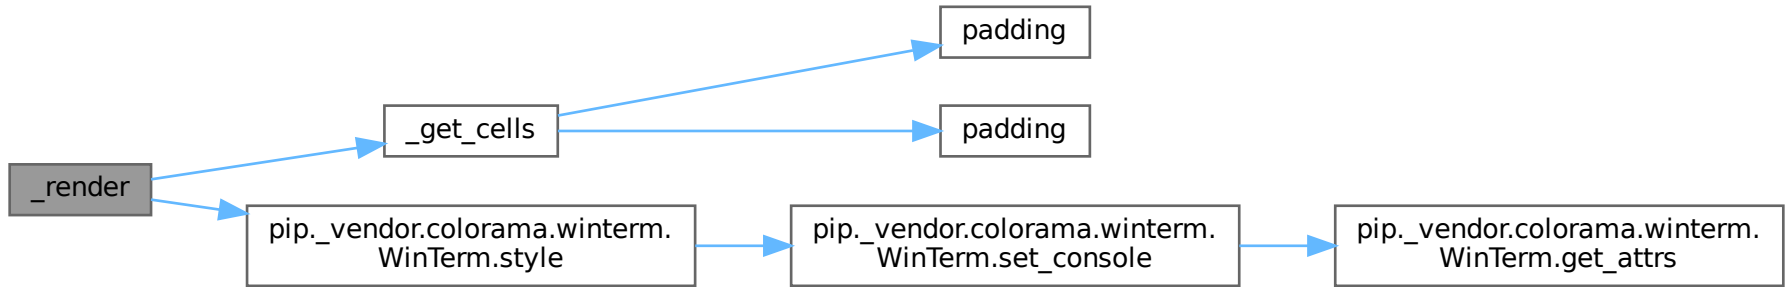 padding
_get_cells
padding
_render
pip._vendor.colorama.winterm.
WinTerm.style
pip._vendor.colorama.winterm.
WinTerm.set_console
pip._vendor.colorama.winterm.
WinTerm.get_attrs